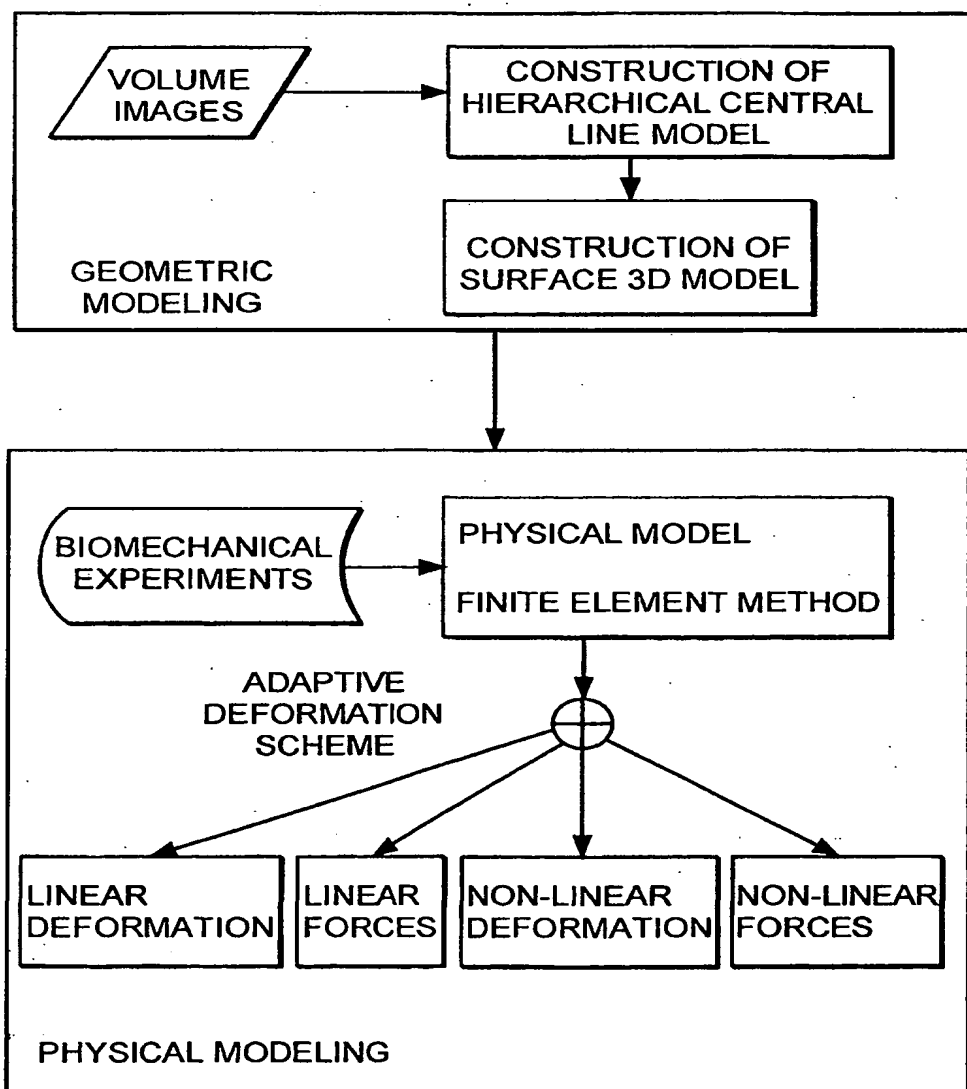 VOLUME
IMAGES
CONSTRUCTION OF
HIERARCHICAL CENTRAL
LINE MODEL
CONSTRUCTION OF
SURFACE 3D MODEL
GEOMETRIC
MODELING
BIOMECHANICAL
EXPERIMENTS
PHYSICAL MODEL
FINITE ELEMENT METHOD
ADAPTIVE
DEFORMATION
SCHEME
LINEAR
DEFORMATION
LINEAR
FORCES
NON-LINEAR
DEFORMATION
NON-LINEAR
FORCES
PHYSICAL MODELING